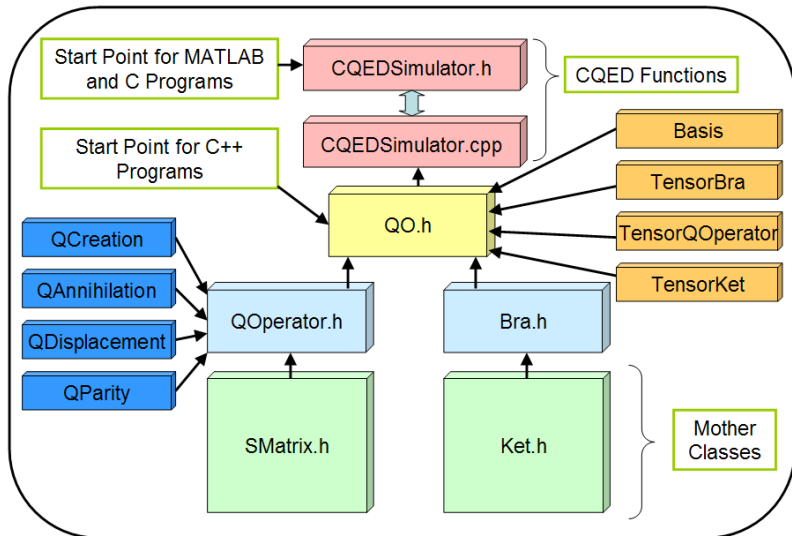 Start Point for MATLAB
and C Programs
CQEDSimulator.h
CQED Functions
Start Point for C++
Programs
CQEDSimulator.cpp
Basis
TensorBra
TensorQOperator
TensorKet
QO.h
QCreation
QAnnihilation
QDisplacement
QParity
QOperator.h
Bra.h
SMatrix.h
Ket.h
Mother
Classes